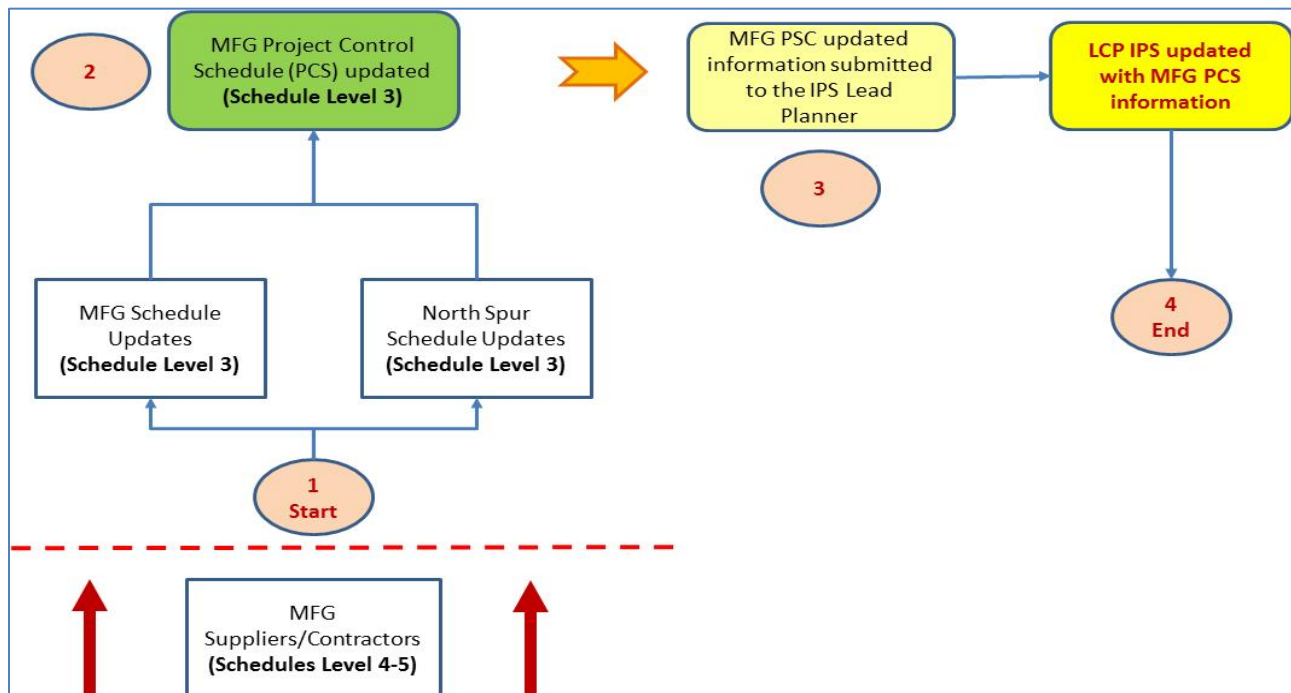 2
MFG Project Control
Schedule (PCS) updated
(Schedule Level 3)
MFG PSC updated
information submitted
to the IPS Lead
Planner
LCP IPS updated
with MFG PCS
information
3
MFG Schedule
Updates
(Schedule Level 3)
North Spur
Schedule Updates
(Schedule Level 3)
4
End
1
Start
MFG
Suppliers/Contractors
(Schedules Level 4-5)